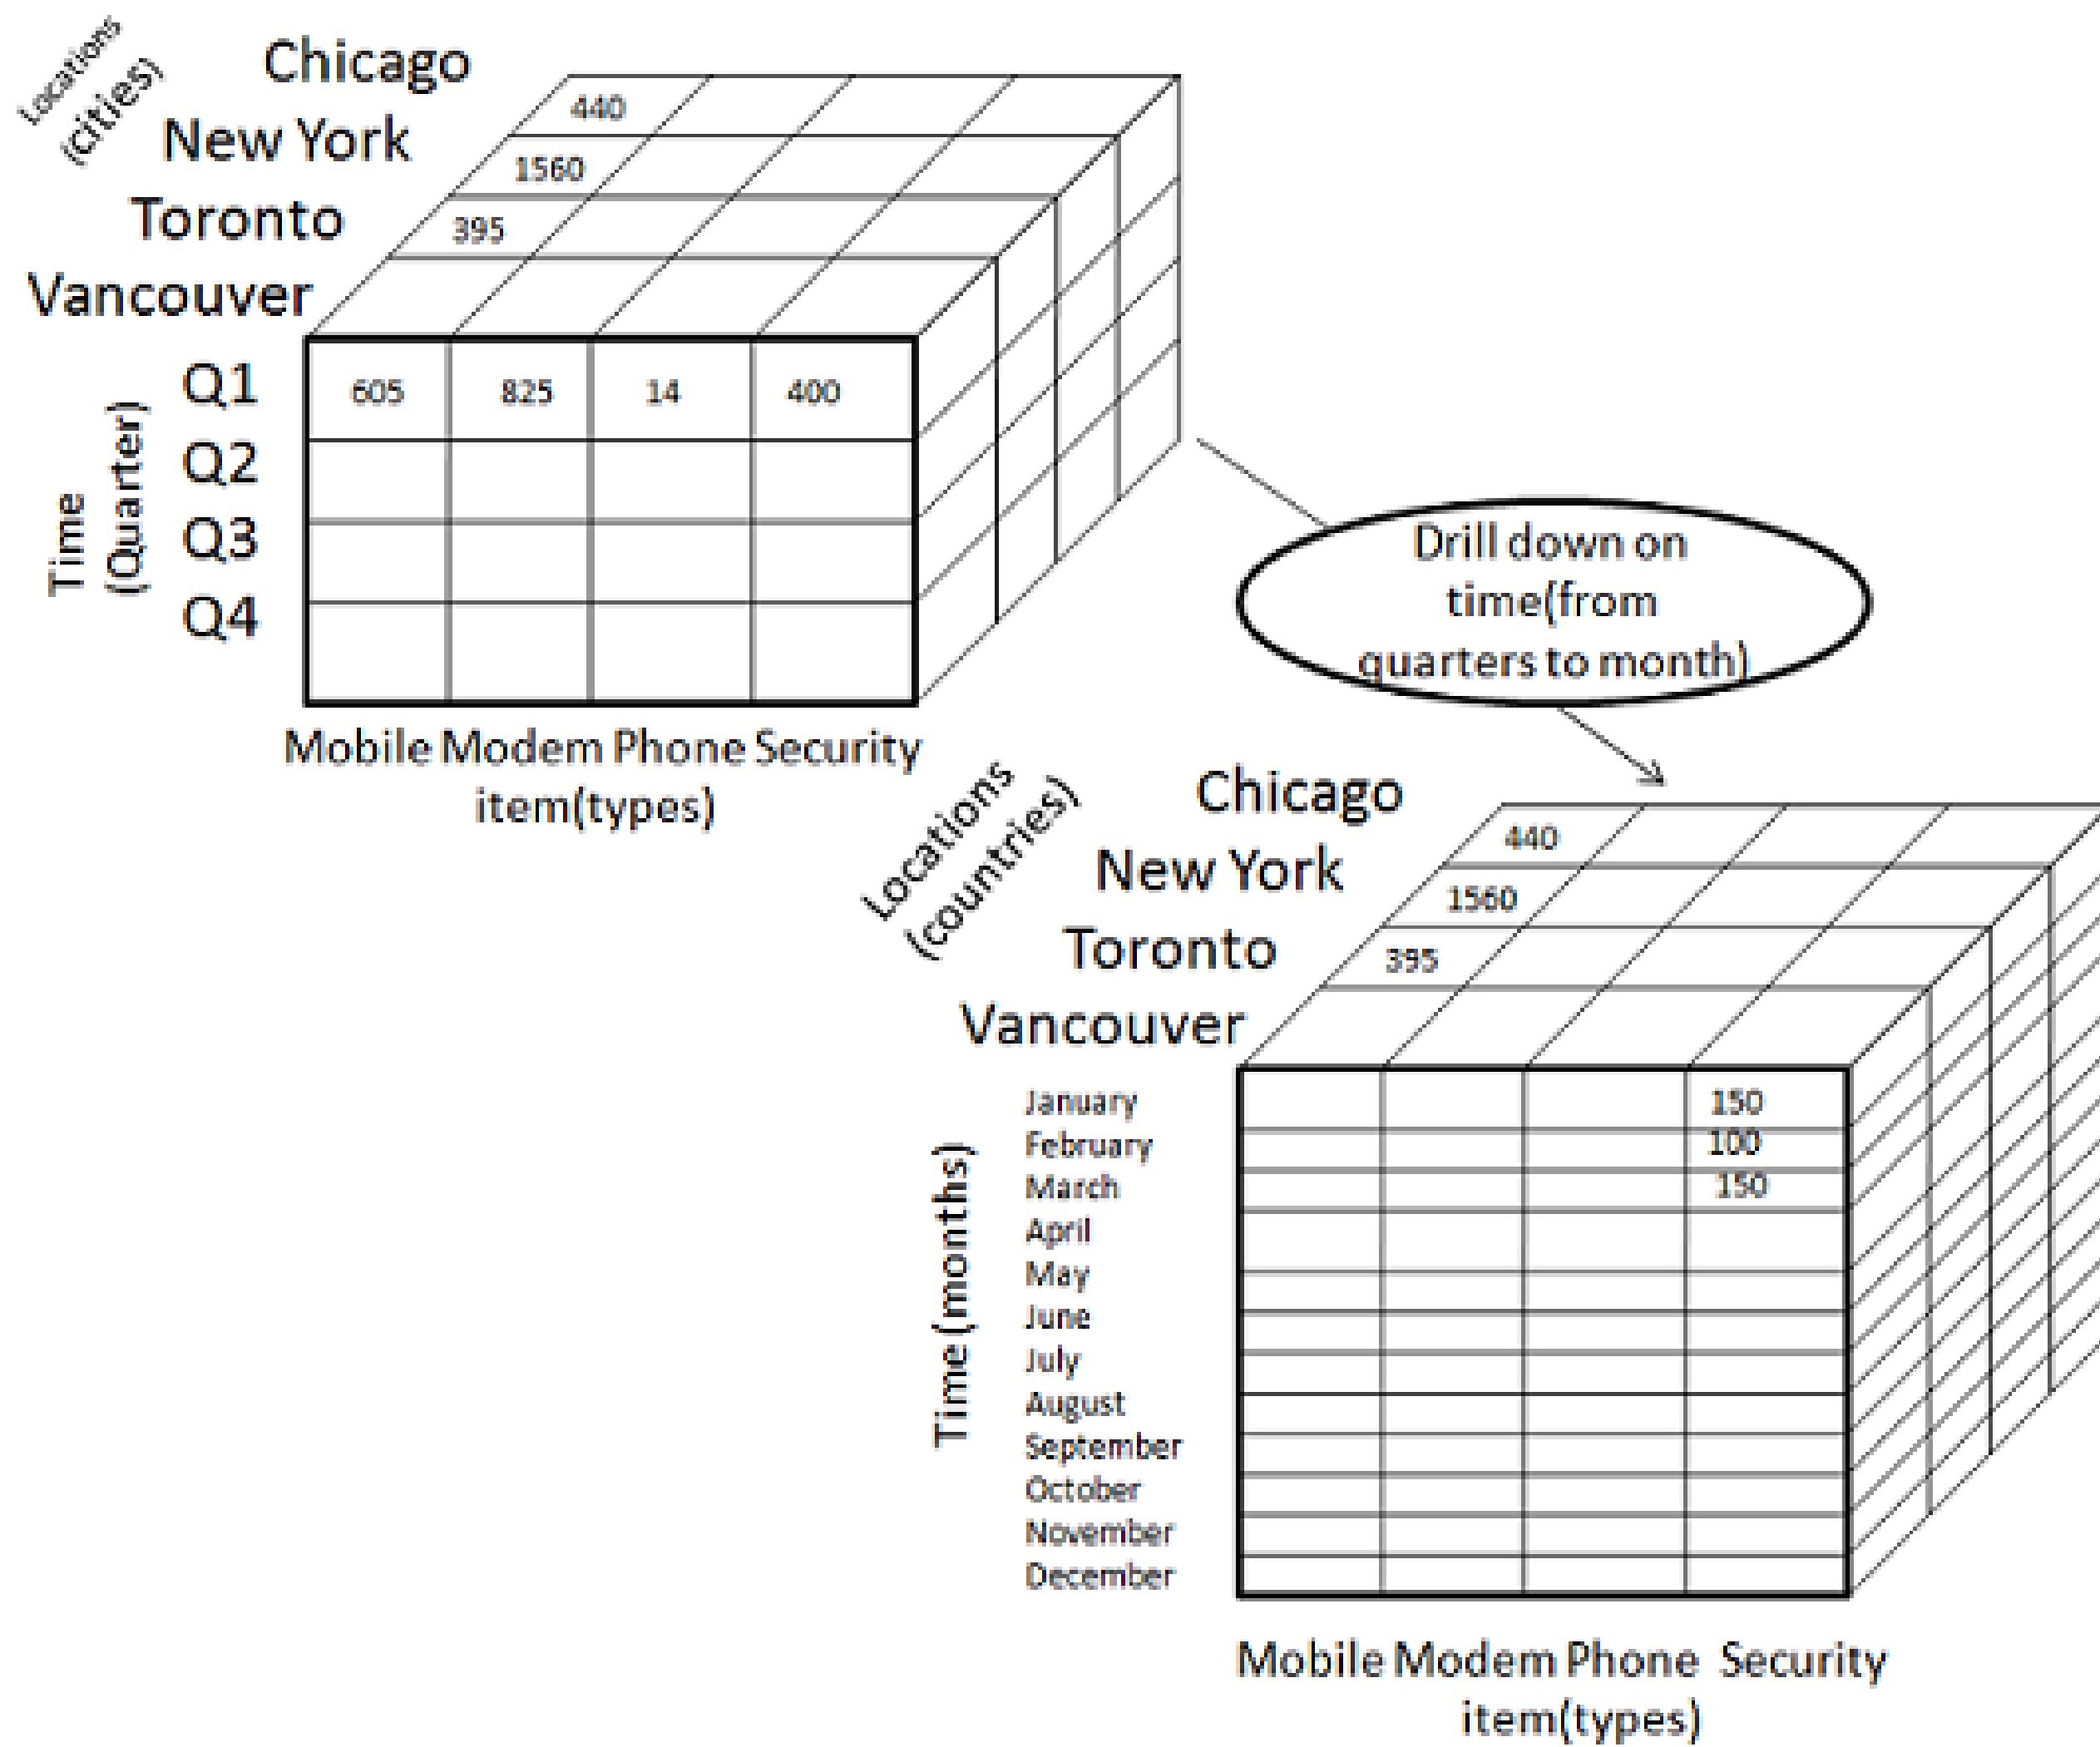 Locations
(cities)
Chicago
New York
Toronto
Vancouver
440
1560
395
Time
(Quarter)
Q1
Q2
Q3
Q4
605 825 14 400
Mobile Modem Phone Security
item(types)
Drill down on
time(from
quarters to month)
Locations
(countries)
Chicago
New York
Toronto
Vancouver
440
1560
395
Time (months)
January 150
February 100
March 150
April
May
June
July
August
September
October
November
December
Mobile Modem Phone Security
item(types)